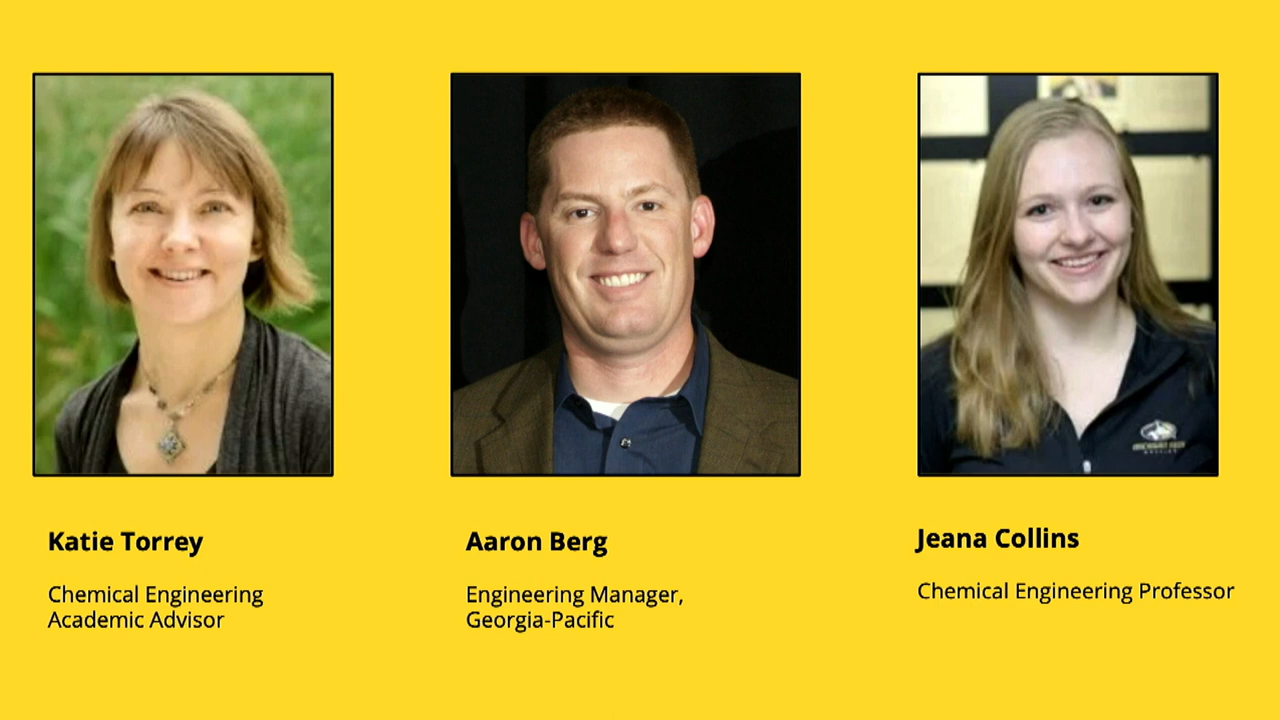 Katie Torrey
Chemical Engineering
Academic Advisor
Aaron Berg
Engineering Manager,
Georgia-Pacific
Jeana Collins
Chemical Engineering Professor